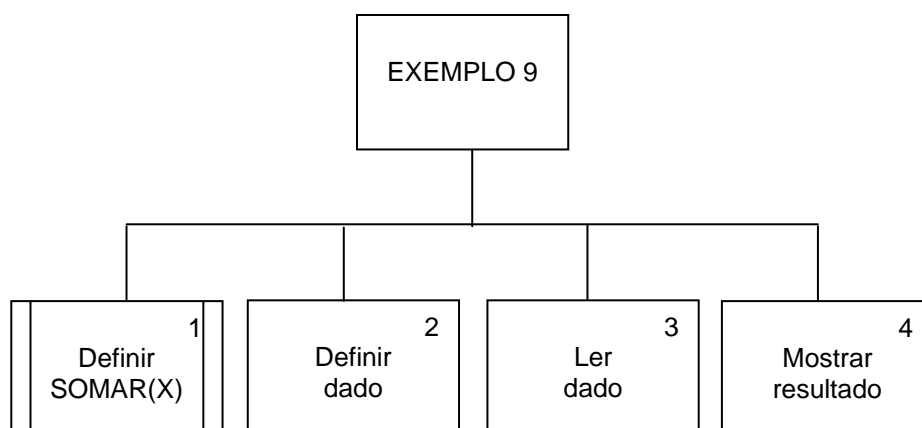 EXEMPLO 9
1
Definir
SOMAR(X)
2
Definir
dado
3
Ler
dado
4
Mostrar
resultado